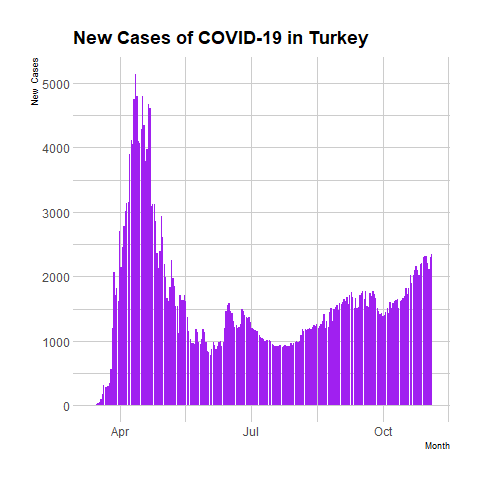 New Cases of COVID-19 in Turkey
New Cases
5000
4000
3000
2000
1000
0
Apr
Jul
Oct
Month